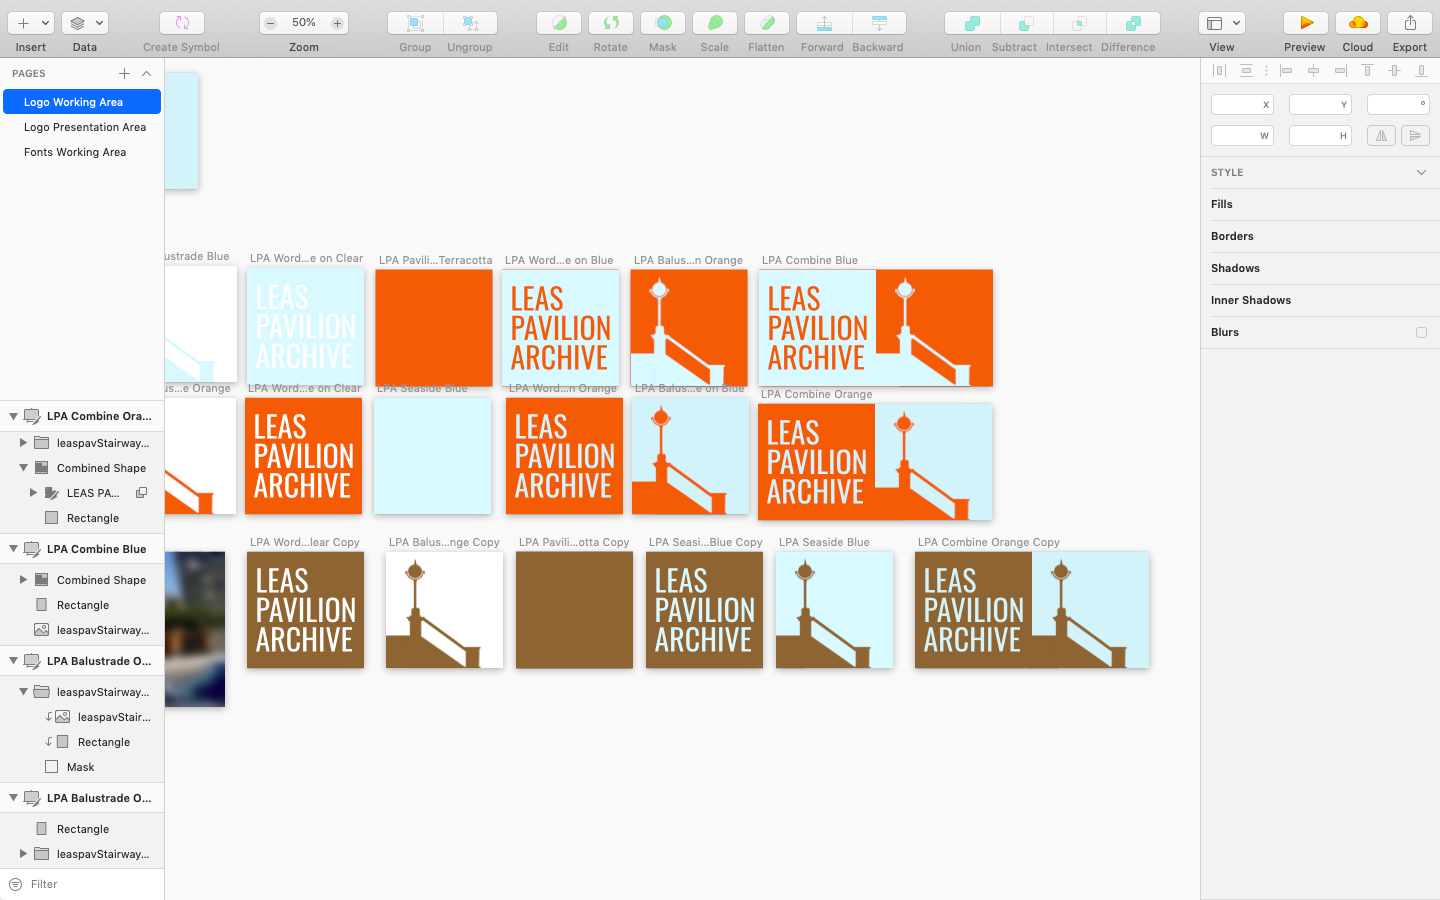 50%
Insert
Data
Create Symbol
Zoom
Group
Ungroup
Edit
Rotate
Mask
Scale
Flatten
Forward
Backward
Union
Subtract
Intersect
Difference
View
Preview
Cloud
Export
PAGES
Logo Working Area
Logo Presentation Area
Fonts Working Area
LPA Combine Ora...
leaspavStairway...
Combined Shape
LEAS PA...
Rectangle
LPA Combine Blue
Combined Shape
Rectangle
leaspavStairway...
LPA Balustrade O...
leaspavStairway...
leaspavStair...
Rectangle
Mask
LPA Balustrade O...
Rectangle
leaspavStairway...
Filter
ustrade Blue
LPA Word...e on Clear
LPA Pavili...Terracotta
LPA Word...e on Blue
LPA Balus...n Orange
LPA Combine Blue
LEAS
PAVILION
ARCHIVE
LEAS
PAVILION
ARCHIVE
LEAS
PAVILION
ARCHIVE
us...e Orange
LPA Word...e on Clear
LPA Seaside Blue
LPA Word...n Orange
LPA Balus...e on Blue
LPA Combine Orange
LEAS
PAVILION
ARCHIVE
LEAS
PAVILION
ARCHIVE
LEAS
PAVILION
ARCHIVE
LPA Word...lear Copy
LPA Balus...nge Copy
LPA Pavili...otta Copy
LPA Seasi...Blue Copy
LPA Seaside Blue
LPA Combine Orange Copy
LEAS
PAVILION
ARCHIVE
LEAS
PAVILION
ARCHIVE
LEAS
PAVILION
ARCHIVE
X
Y
°
W
H
STYLE
Fills
Borders
Shadows
Inner Shadows
Blurs